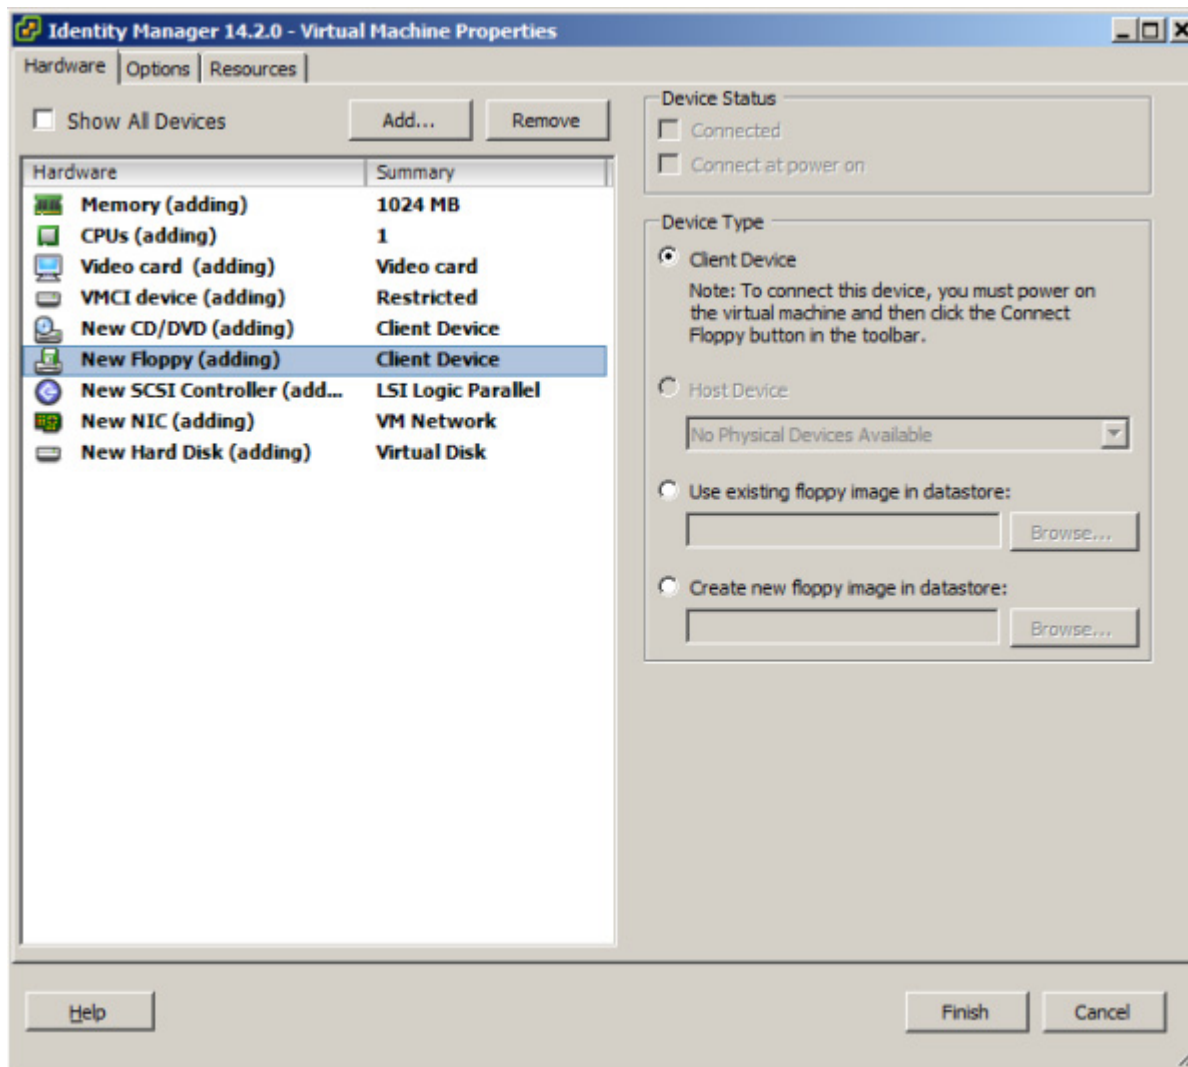 Identity Manager 14.2.0 - Virtual Machine Properties
Hardware Options Resources
Show All Devices Add... Remove
Hardware Summary
Memory (adding) 1024 MB
CPUs (adding) 1
Video card (adding) Video card
VMCI device (adding) Restricted
New CD/DVD (adding) Client Device
New Floppy (adding) Client Device
New SCSI Controller (add... LSI Logic Parallel
New NIC (adding) VM Network
New Hard Disk (adding) Virtual Disk
Device Status
Connected
Connect at power on
Device Type
Client Device
Note: To connect this device, you must power on
the virtual machine and then click the Connect
Floppy button in the toolbar.
Host Device
No Physical Devices Available
Use existing floppy image in datastore:
Browse...
Create new floppy image in datastore:
Browse...
Help Finish Cancel